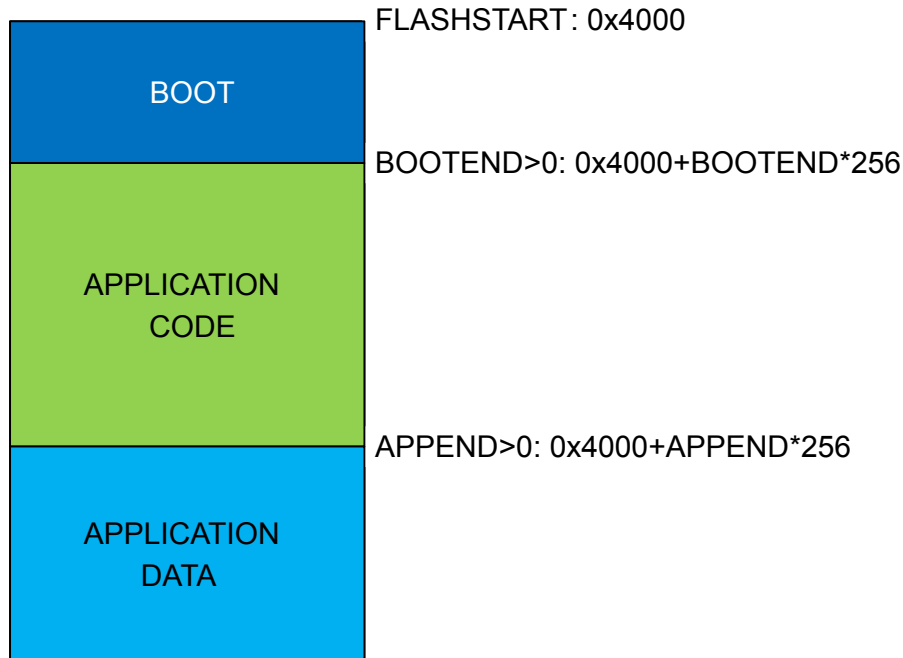 FLASHSTART: 0x4000
BOOT
BOOTEND>0: 0x4000+BOOTEND*256
APPLICATION
CODE
APPEND>0: 0x4000+APPEND*256
APPLICATION
DATA